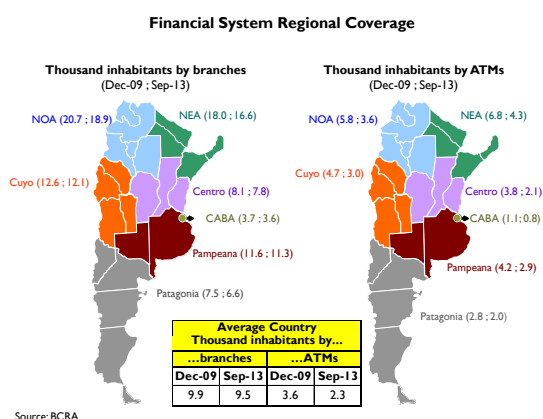 Financial System Regional Coverage
Thousand inhabitants by branches
(Dec-09 ; Sep-13)
NOA (20.7 ; 18.9)
NEA (18.0 ; 16.6)
Cuyo (12.6 ; 12.1)
Centro (8.1 ; 7.8)
CABA (3.7 ; 3.6)
Pampeana (11.6 ; 11.3)
Patagonia (7.5 ; 6.6)
Thousand inhabitants by ATMs
(Dec-09 ; Sep-13)
NOA (5.8 ; 3.6)
NEA (6.8 ; 4.3)
Cuyo (4.7 ; 3.0)
Centro (3.8 ; 2.1)
CABA (1.1; 0.8)
Pampeana (4.2 ; 2.9)
Patagonia (2.8 ; 2.0)
Average Country
Thousand inhabitants by...
...branches ...ATMs
Dec-09 Sep-13 Dec-09 Sep-13
9.9 9.5 3.6 2.3
Source: BCRA